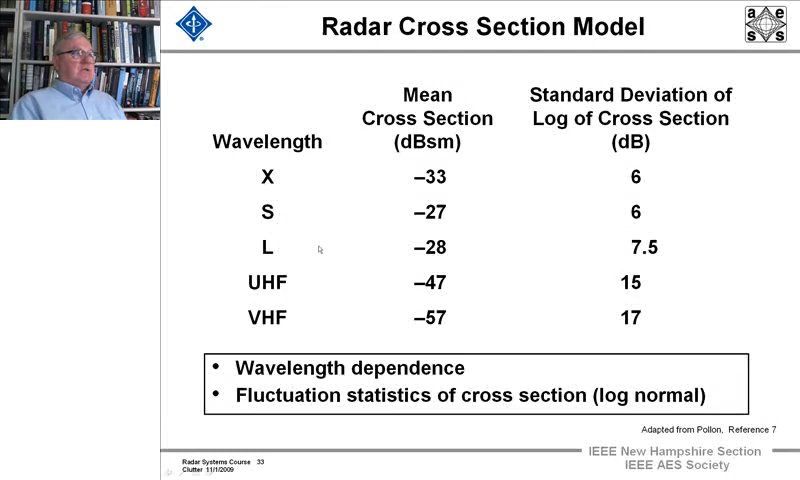 Radar Cross Section Model
a e
s s
Mean
Cross Section
(dBsm)
Standard Deviation of
Log of Cross Section
(dB)
Wavelength
X –33 6
S –27 6
L –28 7.5
UHF –47 15
VHF –57 17
• Wavelength dependence
• Fluctuation statistics of cross section (log normal)
Adapted from Pollon, Reference 7
Radar Systems Course 33
Clutter 11/1/2009
IEEE New Hampshire Section
IEEE AES Society